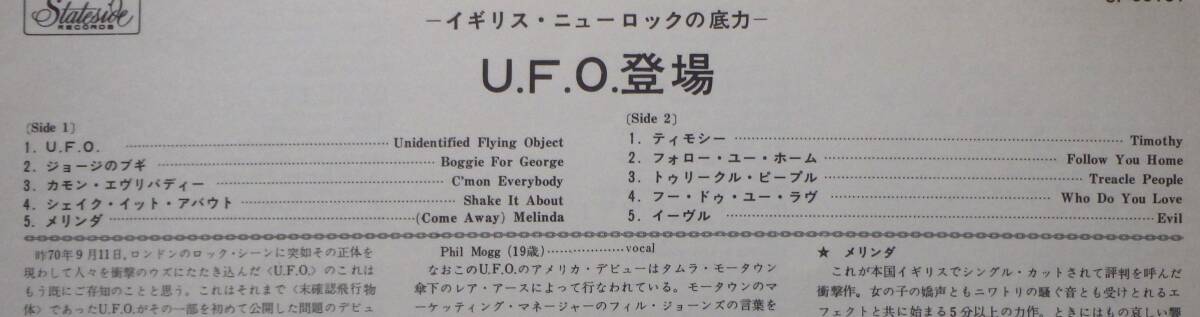 Stateside
RECORDS
－イギリス・ニューロックの底力－
U.F.O.登場
〔Side 1〕
1. U.F.O. Unidentified Flying Object
2. ジョージのブギ Boggie For George
3. カモン・エヴリバディー C'mon Everybody
4. シェイク・イット・アバウト Shake It About
5. メリンダ (Come Away) Melinda
〔Side 2〕
1. ティモシー Timothy
2. フォロー・ユー・ホーム Follow You Home
3. トゥリークル・ピープル Treacle People
4. フー・ドゥ・ユー・ラヴ Who Do You Love
5. イーヴル Evil
昨70年9月11日,ロンドンのロック・シーンに突如その正体を
現わして人々を衝撃のウズにたたき込んだ〈U.F.O.〉のこれは
もう既にご存知のことと思う。これはそれまで〈未確認飛行物
体〉であったU.F.O.がその一部を初めて公開した問題のデビュ
Phil Mogg (19歳)‥‥‥‥‥‥vocal
なおこのU.F.O.のアメリカ・デビューはタムラ・モータウン
傘下のレア・アースによって行なわれている。モータウンのマ
ーケッティング・マネージャーのフィル・ジョーンズの言葉を
★ メリンダ
これが本国イギリスでシングル・カットされて評判を呼んだ
衝撃作。女の子の嬌声ともニワトリの騒ぐ音とも受けとれるエ
フェクトと共に始まる5分以上の力作。ときにはもの哀しい響